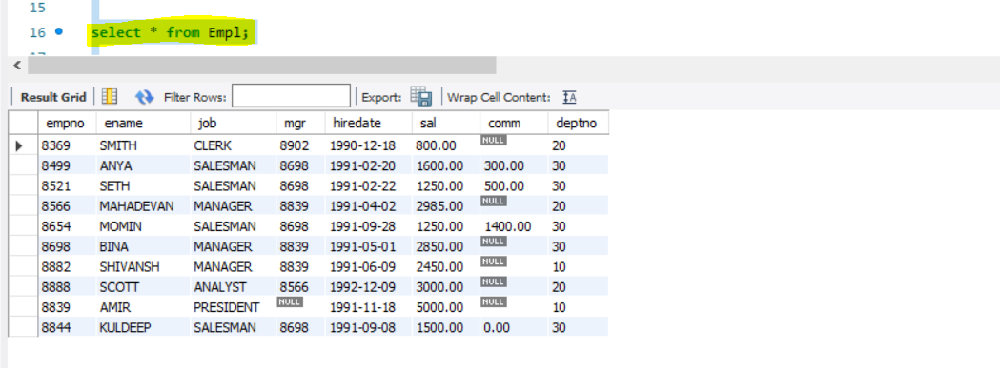 15
16 select * from Empl;
Result Grid Filter Rows: Export: Wrap Cell Content: IA
empno ename job mgr hiredate sal comm deptno
8369 SMITH CLERK 8902 1990-12-18 800.00 NULL 20
8499 ANYA SALESMAN 8698 1991-02-20 1600.00 300.00 30
8521 SETH SALESMAN 8698 1991-02-22 1250.00 500.00 30
8566 MAHADEVAN MANAGER 8839 1991-04-02 2985.00 NULL 20
8654 MOMIN SALESMAN 8698 1991-09-28 1250.00 1400.00 30
8698 BINA MANAGER 8839 1991-05-01 2850.00 NULL 30
8882 SHIVANSH MANAGER 8839 1991-06-09 2450.00 NULL 10
8888 SCOTT ANALYST 8566 1992-12-09 3000.00 NULL 20
8839 AMIR PRESIDENT NULL 1991-11-18 5000.00 NULL 10
8844 KULDEEP SALESMAN 8698 1991-09-08 1500.00 0.00 30